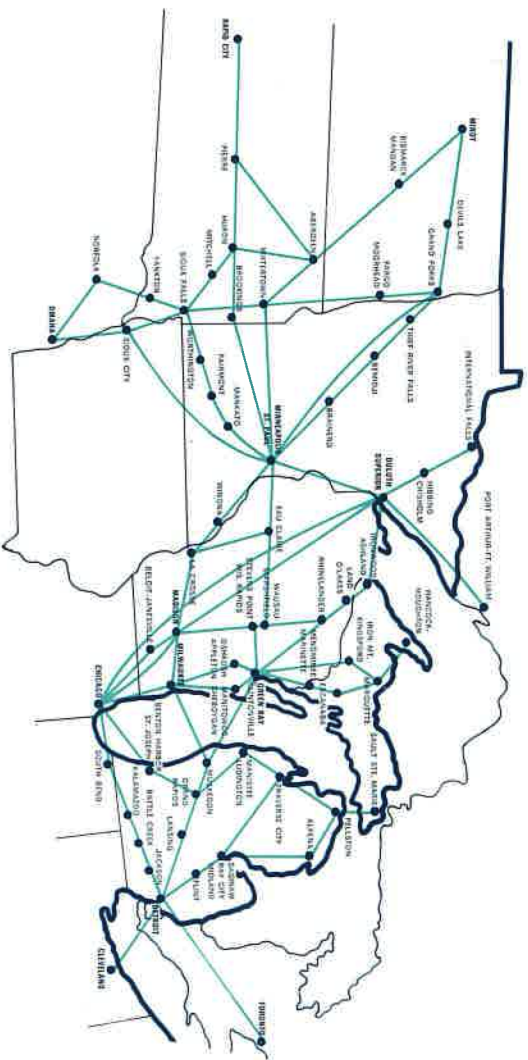 RAPID CITY
PIERRE
MINOT
BISMARCK
MANDAN
DEVILS LAKE
GRAND FORKS
FARGO
MOORHEAD
ABERDEEN
HURON
MITCHELL
WATERTOWN
BROOKINGS
SIOUX FALLS
YANKTON
NORFOLK
OMAHA
SIOUX CITY
THIEF RIVER FALLS
BEMIDJI
BRAINERD
WORTHINGTON
FAIRMONT
MANKATO
MINNEAPOLIS
ST. PAUL
INTERNATIONAL FALLS
HIBBING
CHISHOLM
DULUTH
SUPERIOR
PORT ARTHUR-FT. WILLIAM
WINONA
EAU CLAIRE
LA CROSSE
IRONWOOD
ASHLAND
LAND
O'LAKES
RHINELANDER
WAUSAU
STEVENS POINT
WIS. RAPIDS
MADISON
BELOIT-JANESVILLE
MILWAUKEE
CHICAGO
HANCOCK-
HOUGHTON
IRON MT.
KINGSFORD
MARQUETTE
ESCANABA
MENOMINEE
MARINETTE
GREEN BAY
CLINTONVILLE
OSHKOSH
APPLETON
MANITOWOC
SHEBOYGAN
SAULT STE. MARIE
PELLSTON
ALPENA
TRAVERSE CITY
MANISTEE
LUDINGTON
MUSKEGON
GRAND
RAPIDS
BENTON HARBOR
ST. JOSEPH
SOUTH BEND
KALAMAZOO
BATTLE CREEK
JACKSON
LANSING
SAGINAW
BAY CITY
MIDLAND
FLINT
DETROIT
CLEVELAND
TORONTO